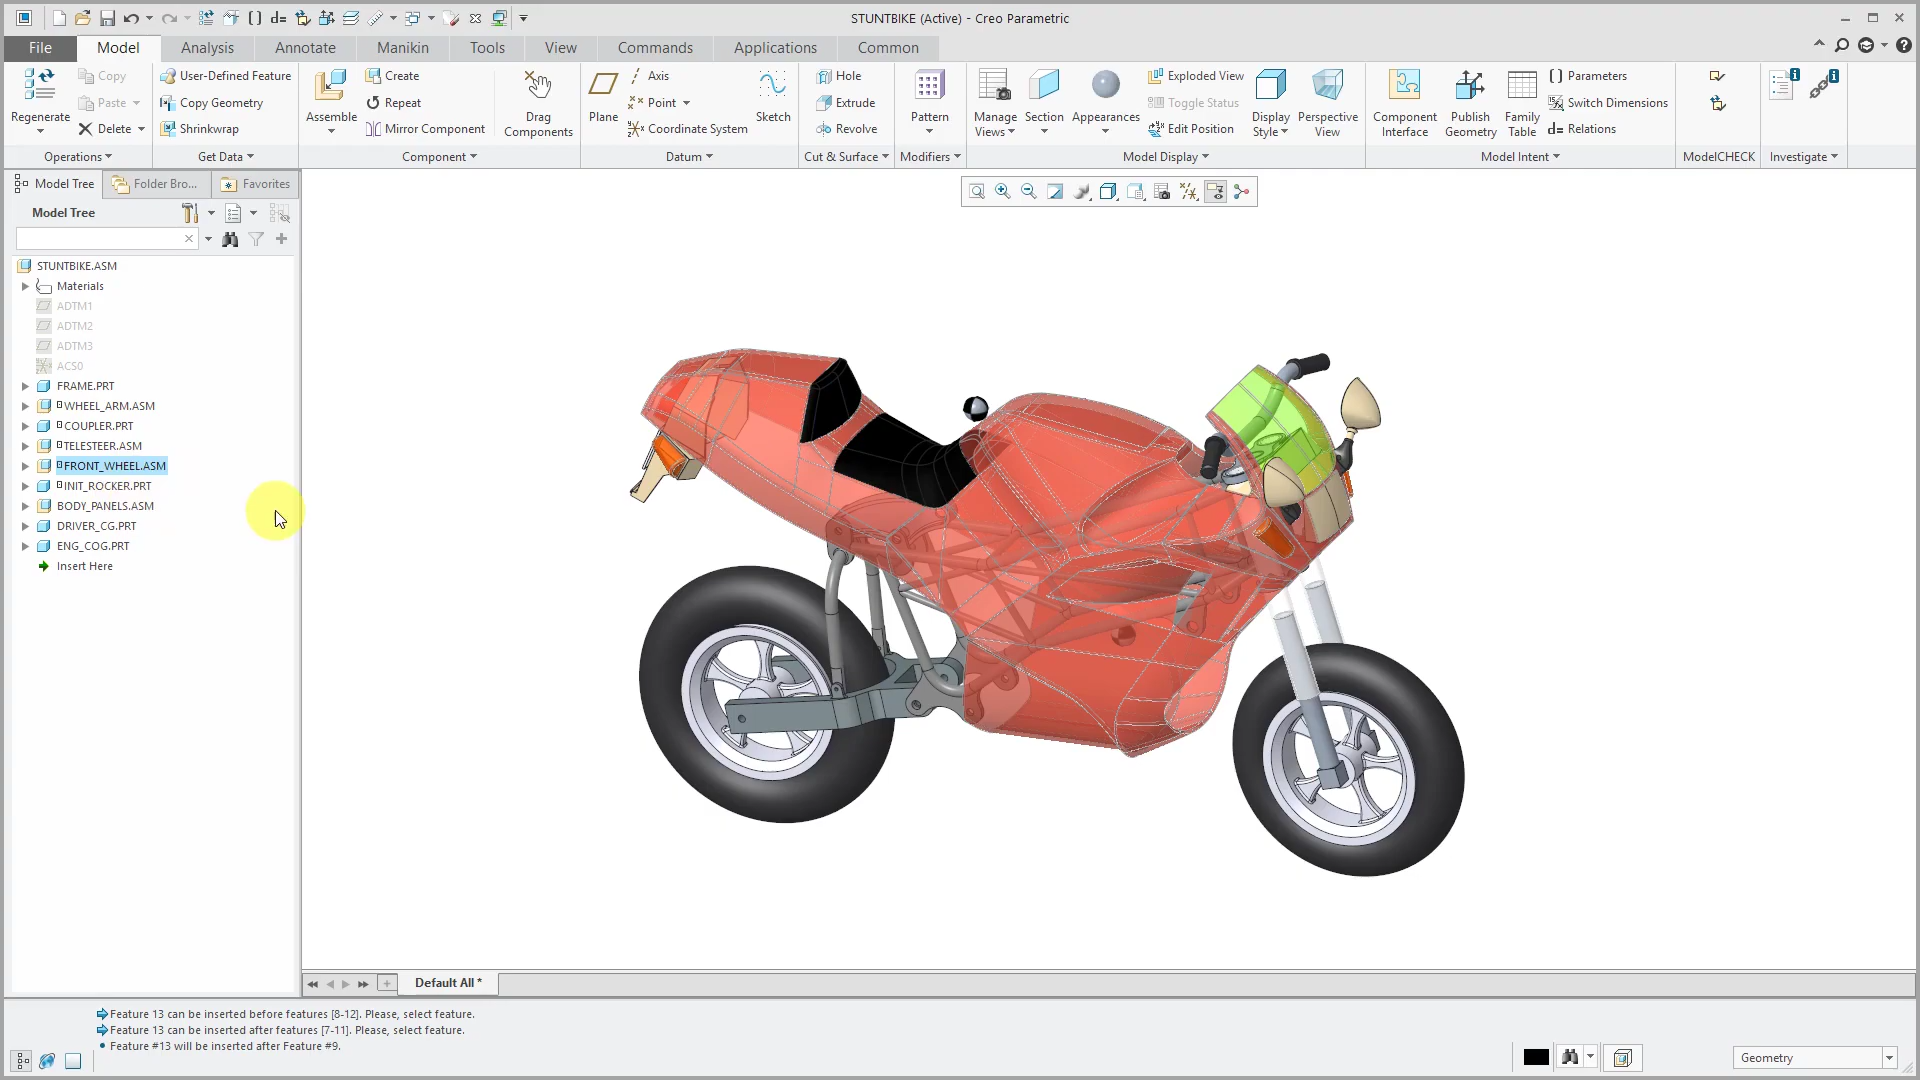 STUNTBIKE (Active) - Creo Parametric
File Model Analysis Annotate Manikin Tools View Commands Applications Common
Regenerate
Copy
Paste
Delete
Operations
User-Defined Feature
Copy Geometry
Shrinkwrap
Get Data
Assemble
Create
Repeat
Mirror Component
Drag
Components
Component
Plane
Axis
Point
Coordinate System
Sketch
Datum
Hole
Extrude
Revolve
Cut & Surface
Pattern
Modifiers
Manage
Views
Section
Appearances
Exploded View
Toggle Status
Edit Position
Display
Style
Perspective
View
Model Display
Component
Interface
Publish
Geometry
Family
Table
Parameters
Switch Dimensions
d= Relations
Model Intent
ModelCHECK
Investigate
Model Tree
Folder Bro...
Favorites
Model Tree
STUNTBIKE.ASM
Materials
ADTM1
ADTM2
ADTM3
ACS0
FRAME.PRT
WHEEL_ARM.ASM
COUPLER.PRT
TELESTEER.ASM
FRONT_WHEEL.ASM
INIT_ROCKER.PRT
BODY_PANELS.ASM
DRIVER_CG.PRT
ENG_COG.PRT
Insert Here
Default All *
Feature 13 can be inserted before features [8-12]. Please, select feature.
Feature 13 can be inserted after features [7-11]. Please, select feature.
Feature #13 will be inserted after Feature #9.
Geometry